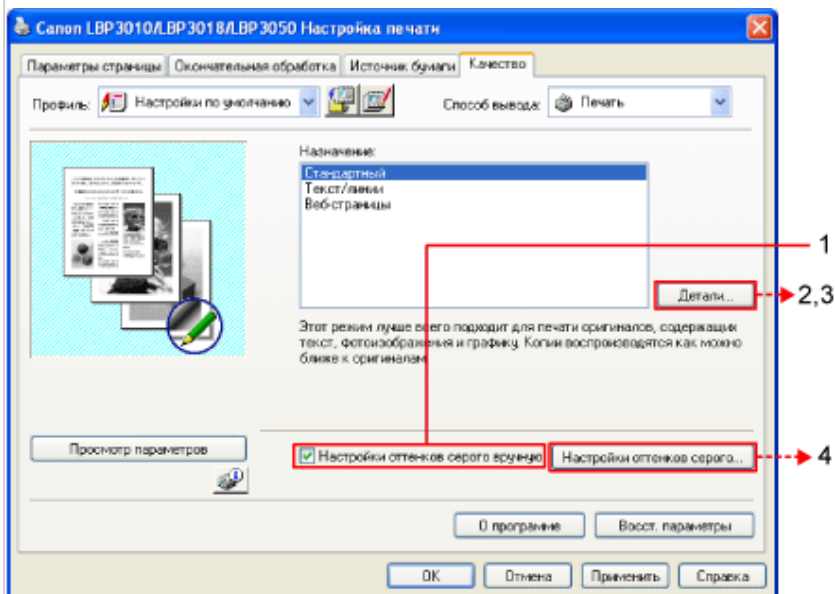 Canon LBP3010/LBP3018/LBP3050 Настройка печати
Параметры страницы
Окончательная обработка
Источник бумаги
Качество
Профиль:
Настройки по умолчанию
Способ вывода:
Печать
Назначение:
Стандартный
Текст/линии
Веб-страницы
1
Детали...
2,3
Этот режим лучше всего подходит для печати оригиналов, содержащих
текст, фотоизображения и графику. Копии воспроизводятся как можно
ближе к оригиналам.
Просмотр параметров
Настройки оттенков серого вручную
Настройки оттенков серого...
4
О программе
Восст. параметры
OK
Отмена
Применить
Справка